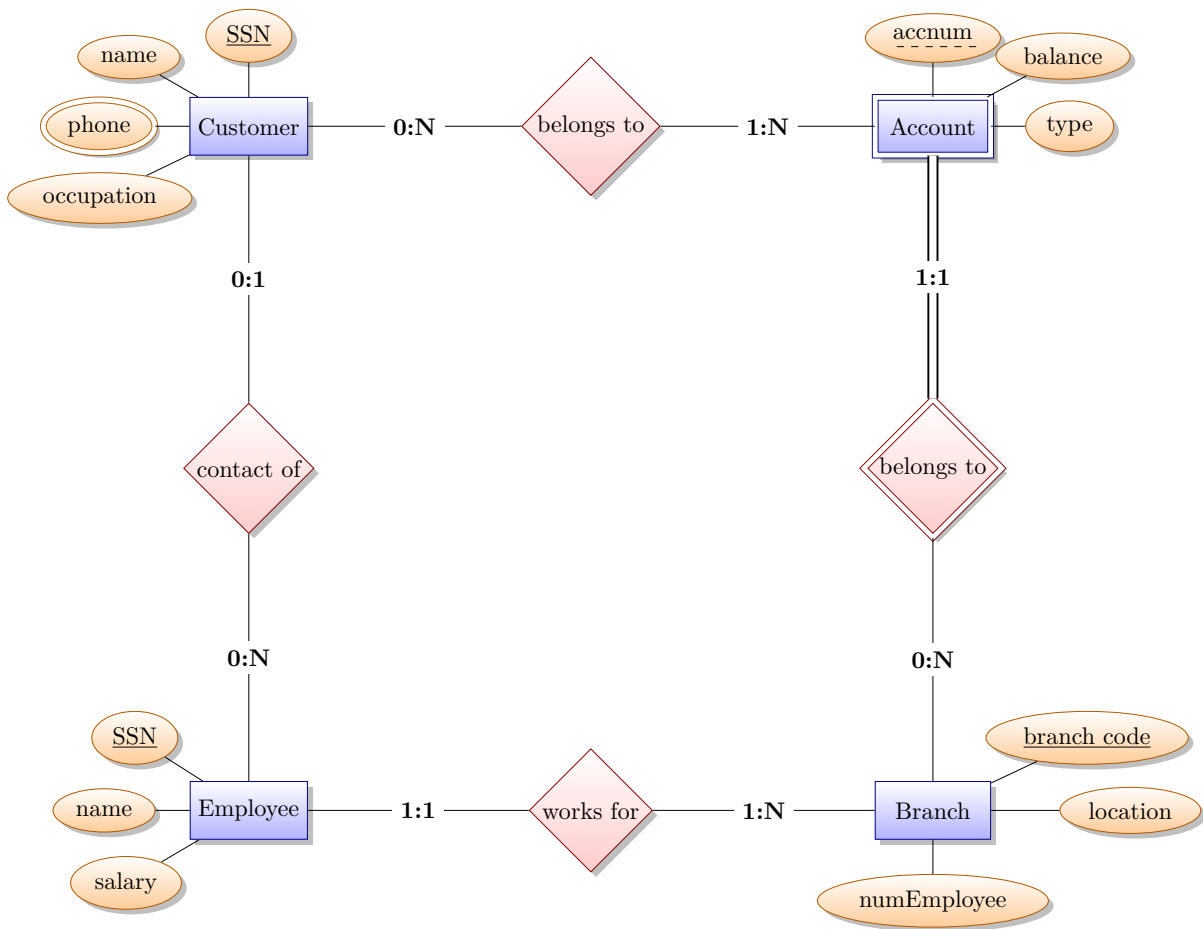 SSN
accnum
name
balance
phone
Customer
0:N
belongs to
1:N
Account
type
occupation
0:1
1:1
contact of
belongs to
0:N
0:N
SSN
branch code
name
Employee
1:1
works for
1:N
Branch
location
salary
numEmployee